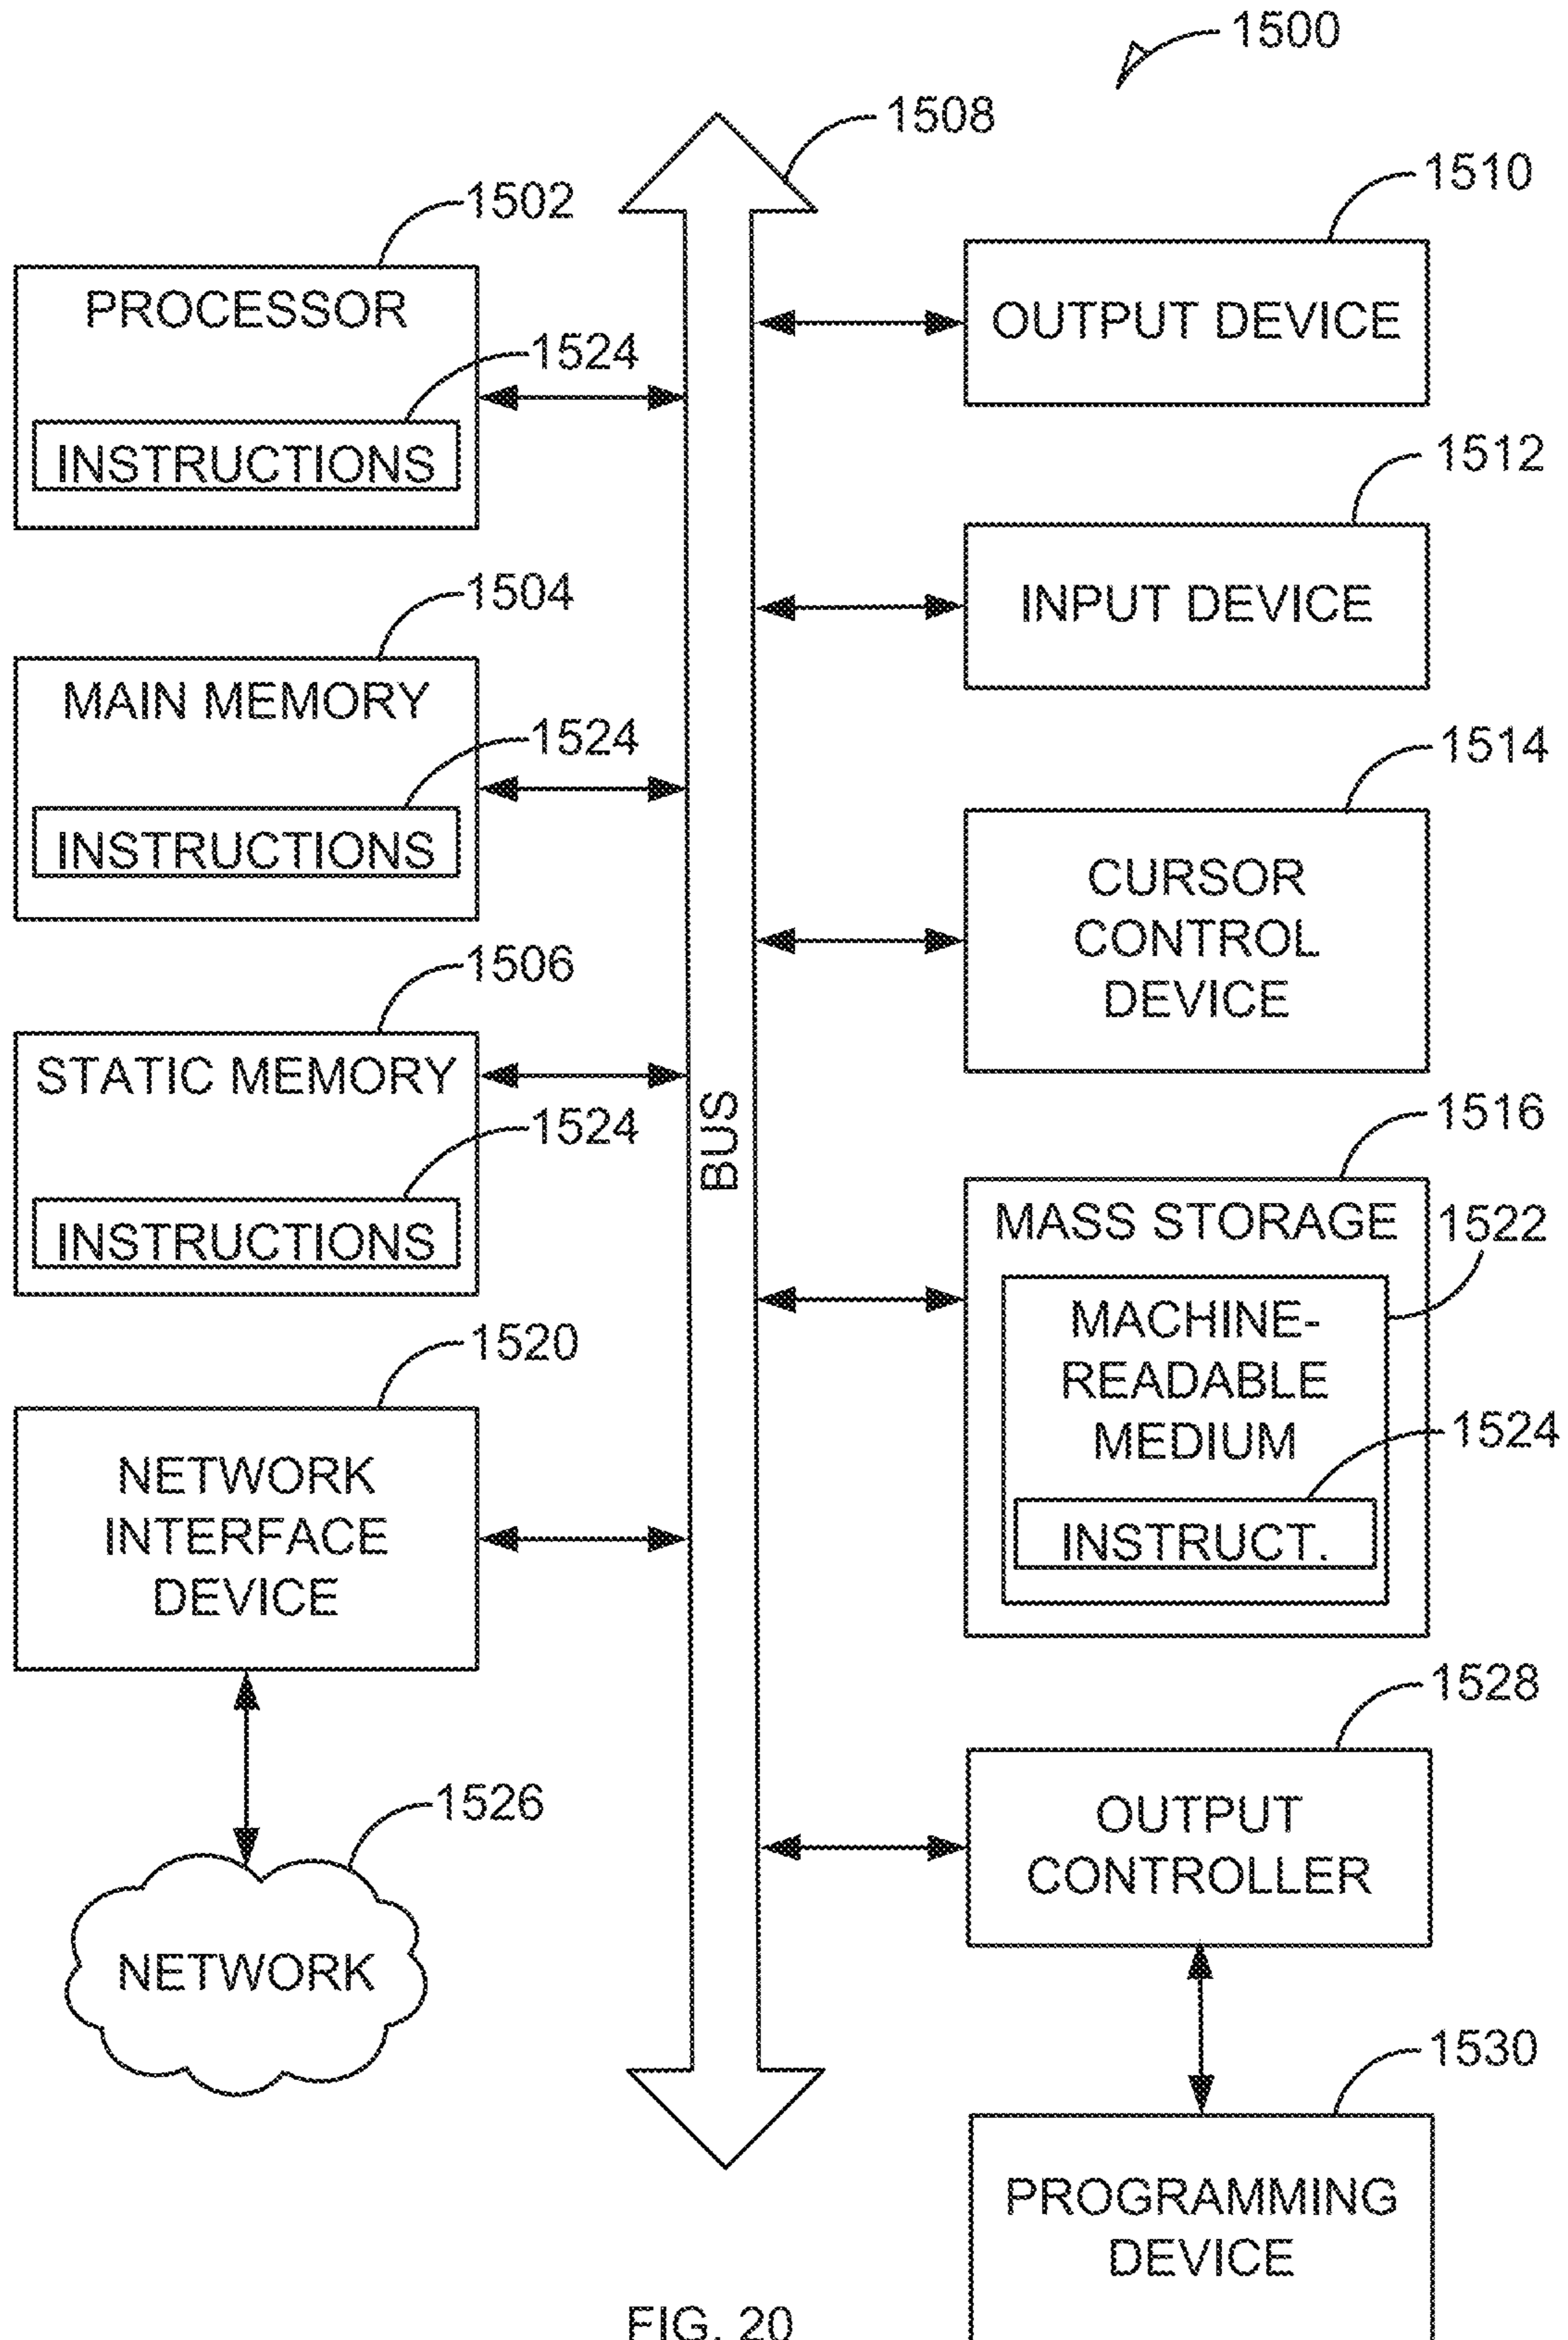 1500
1508
1502
PROCESSOR
1524
INSTRUCTIONS
1504
MAIN MEMORY
1524
INSTRUCTIONS
1506
STATIC MEMORY
1524
INSTRUCTIONS
1520
NETWORK
INTERFACE
DEVICE
1526
NETWORK
BUS
1510
OUTPUT DEVICE
1512
INPUT DEVICE
1514
CURSOR
CONTROL
DEVICE
1516
MASS STORAGE
1522
MACHINE-
READABLE
MEDIUM
1524
INSTRUCT.
1528
OUTPUT
CONTROLLER
1530
PROGRAMMING
DEVICE
FIG. 20